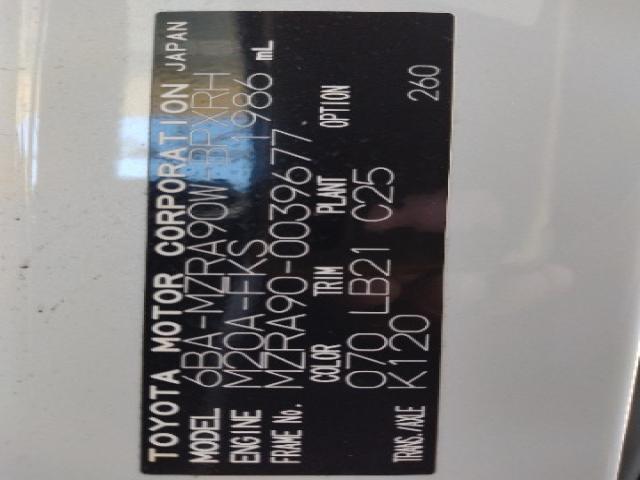 TOYOTA MOTOR CORPORATION JAPAN
MODEL 6BA-MZRA90W-BPXRH
ENGINE M20A-FKS 1986 mL
FRAME No. MZRA90-0039677
COLOR TRIM PLANT OPTION
070 LB21 C25
TRANS./AXLE K120 260